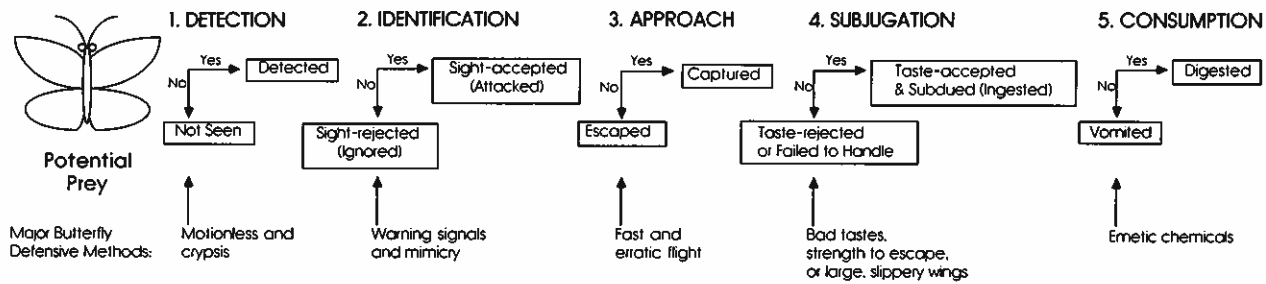 1. DETECTION
2. IDENTIFICATION
3. APPROACH
4. SUBJUGATION
5. CONSUMPTION
Yes
Detected
No
Not Seen
Yes
Sight-accepted
(Attacked)
No
Sight-rejected
(Ignored)
Yes
Captured
No
Escaped
Yes
Taste-accepted
& Subdued (Ingested)
No
Taste-rejected
or Failed to Handle
Yes
Digested
No
Vomited
Potential
Prey
Major Butterfly
Defensive Methods:
Motionless and
crypsis
Warning signals
and mimicry
Fast and
erratic flight
Bad tastes,
strength to escape,
or large, slippery wings
Emetic chemicals